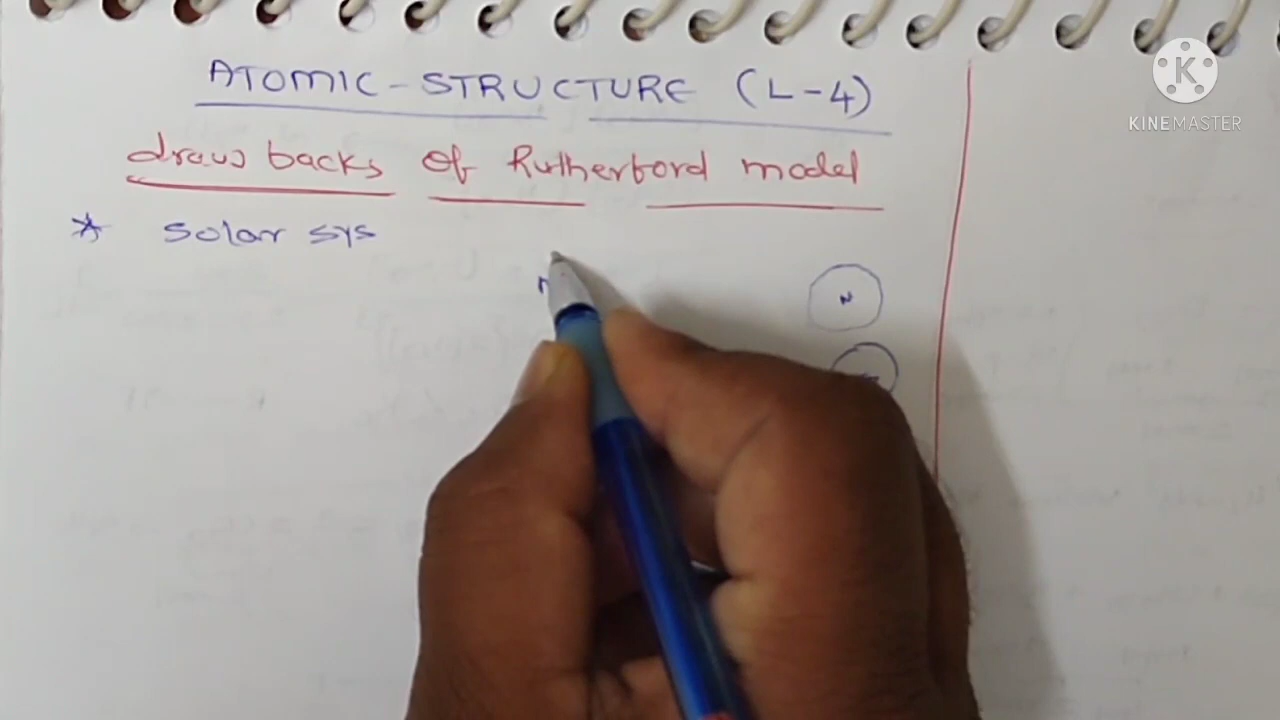 ATOMIC-STRUCTURE (L-4)
draw backs of Rutherford model
* Solar sys
N
K
KINEMASTER